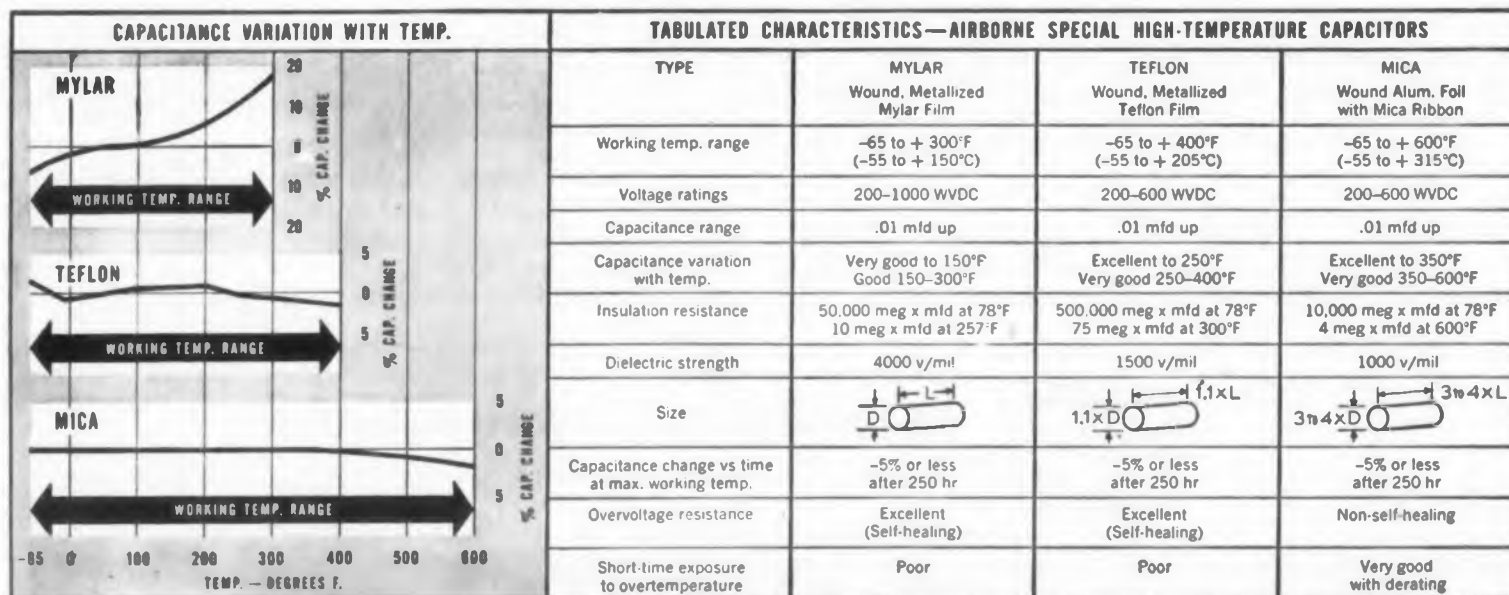 CAPACITANCE VARIATION WITH TEMP.
MYLAR
20
10
0
10
20
% CAP. CHANGE
WORKING TEMP. RANGE
TEFLON
5
0
5
% CAP. CHANGE
WORKING TEMP. RANGE
MICA
5
0
5
% CAP. CHANGE
WORKING TEMP. RANGE
-65 0 100 200 300 400 500 600
TEMP. — DEGREES F.
TABULATED CHARACTERISTICS—AIRBORNE SPECIAL HIGH-TEMPERATURE CAPACITORS
TYPE
MYLAR
Wound, Metallized
Mylar Film
TEFLON
Wound, Metallized
Teflon Film
MICA
Wound Alum. Foil
with Mica Ribbon
Working temp. range
-65 to + 300°F
(-55 to + 150°C)
-65 to + 400°F
(-55 to + 205°C)
-65 to + 600°F
(-55 to + 315°C)
Voltage ratings
200–1000 WVDC
200–600 WVDC
200–600 WVDC
Capacitance range
.01 mfd up
.01 mfd up
.01 mfd up
Capacitance variation
with temp.
Very good to 150°F
Good 150–300°F
Excellent to 250°F
Very good 250–400°F
Excellent to 350°F
Very good 350–600°F
Insulation resistance
50,000 meg x mfd at 78°F
10 meg x mfd at 257°F
500,000 meg x mfd at 78°F
75 meg x mfd at 300°F
10,000 meg x mfd at 78°F
4 meg x mfd at 600°F
Dielectric strength
4000 v/mil
1500 v/mil
1000 v/mil
Size
L
D
1.1×L
1.1×D
3 to 4×L
3 to 4×D
Capacitance change vs time
at max. working temp.
-5% or less
after 250 hr
-5% or less
after 250 hr
-5% or less
after 250 hr
Overvoltage resistance
Excellent
(Self-healing)
Excellent
(Self-healing)
Non-self-healing
Short-time exposure
to overtemperature
Poor
Poor
Very good
with derating